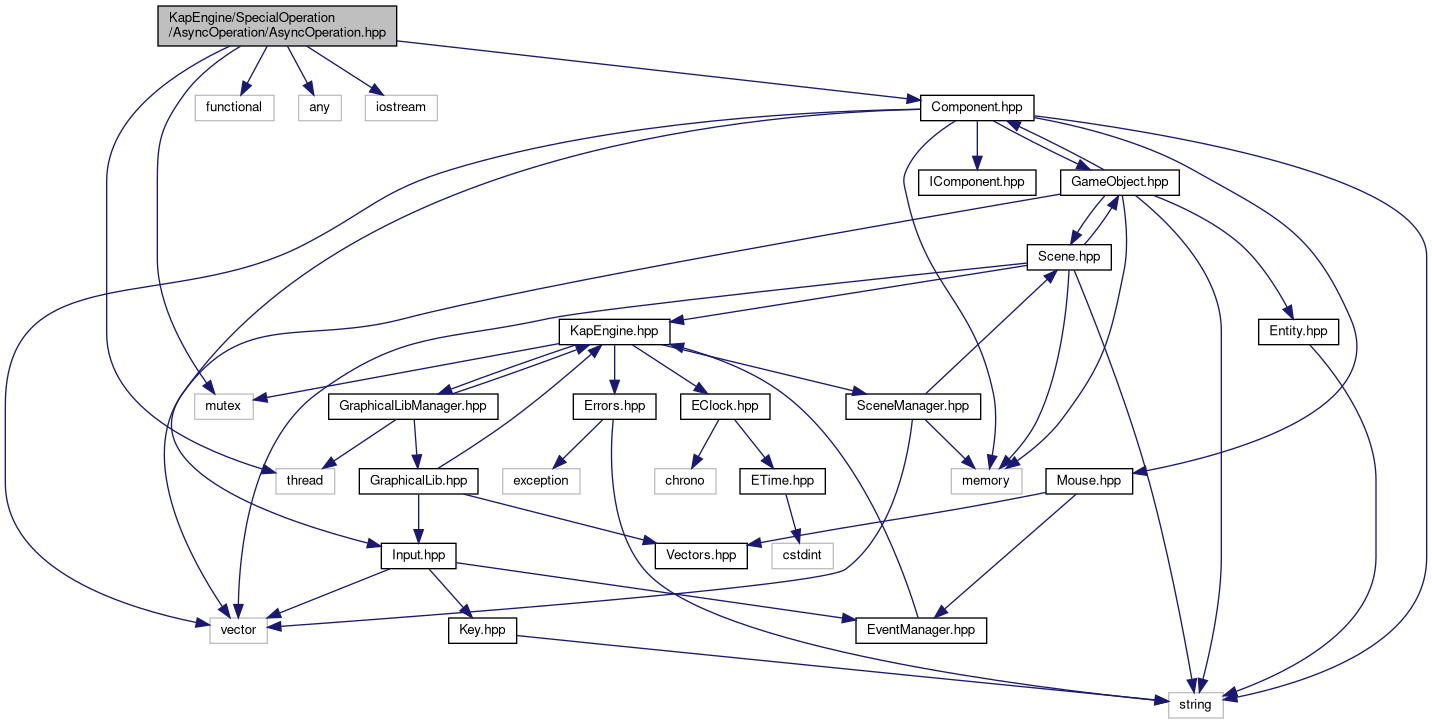 KapEngine/SpecialOperation
/AsyncOperation/AsyncOperation.hpp
functional
any
iostream
Component.hpp
IComponent.hpp
GameObject.hpp
Scene.hpp
KapEngine.hpp
Entity.hpp
mutex
GraphicalLibManager.hpp
Errors.hpp
EClock.hpp
SceneManager.hpp
thread
GraphicalLib.hpp
exception
chrono
ETime.hpp
memory
Mouse.hpp
Input.hpp
Vectors.hpp
cstdint
vector
Key.hpp
EventManager.hpp
string